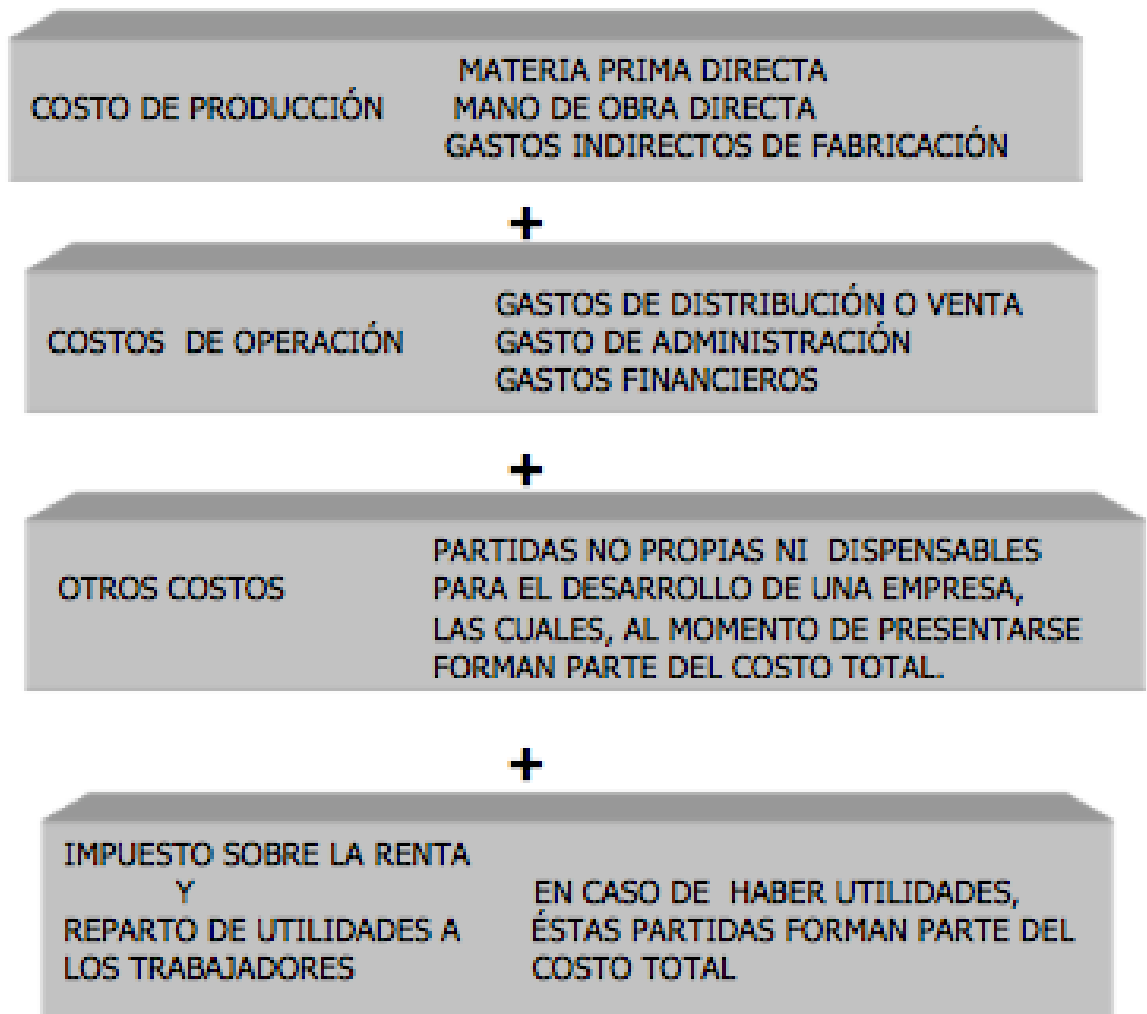 COSTO DE PRODUCCIÓN
MATERIA PRIMA DIRECTA
MANO DE OBRA DIRECTA
GASTOS INDIRECTOS DE FABRICACIÓN
+
COSTOS DE OPERACIÓN
GASTOS DE DISTRIBUCIÓN O VENTA
GASTO DE ADMINISTRACIÓN
GASTOS FINANCIEROS
+
OTROS COSTOS
PARTIDAS NO PROPIAS NI DISPENSABLES
PARA EL DESARROLLO DE UNA EMPRESA,
LAS CUALES, AL MOMENTO DE PRESENTARSE
FORMAN PARTE DEL COSTO TOTAL.
+
IMPUESTO SOBRE LA RENTA
Y
REPARTO DE UTILIDADES A
LOS TRABAJADORES
EN CASO DE HABER UTILIDADES,
ÉSTAS PARTIDAS FORMAN PARTE DEL
COSTO TOTAL